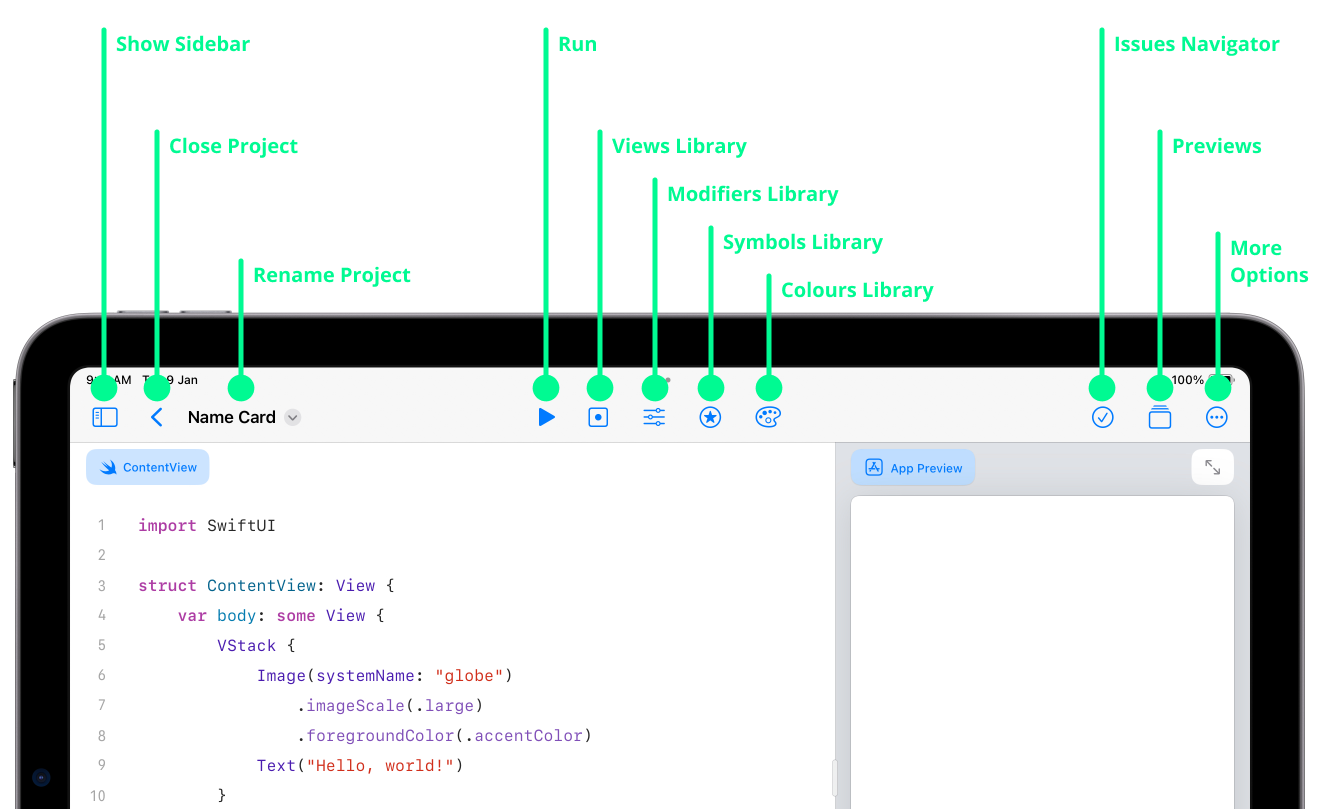 Show Sidebar
Run
Issues Navigator
Close Project
Views Library
Previews
Modifiers Library
Symbols Library
More
Options
Rename Project
Colours Library
AM 9 Jan
100%
Name Card
ContentView
App Preview
1 import SwiftUI
2
3 struct ContentView: View {
4 var body: some View {
5 VStack {
6 Image(systemName: "globe")
7 .imageScale(.large)
8 .foregroundColor(.accentColor)
9 Text("Hello, world!")
10 }